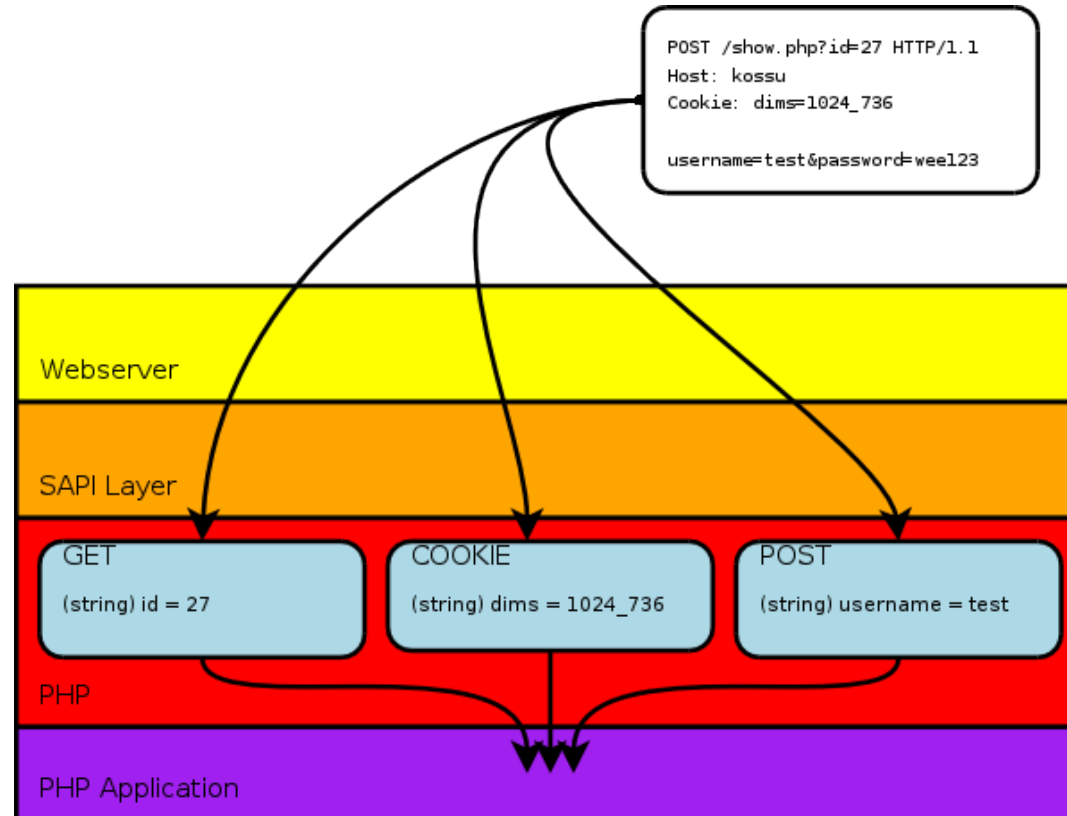 POST /show.php?id=27 HTTP/1.1
Host: kossu
Cookie: dims=1024_736
username=test&password=wee123
Webserver
SAPI Layer
GET
(string) id = 27
COOKIE
(string) dims = 1024_736
POST
(string) username = test
PHP
PHP Application